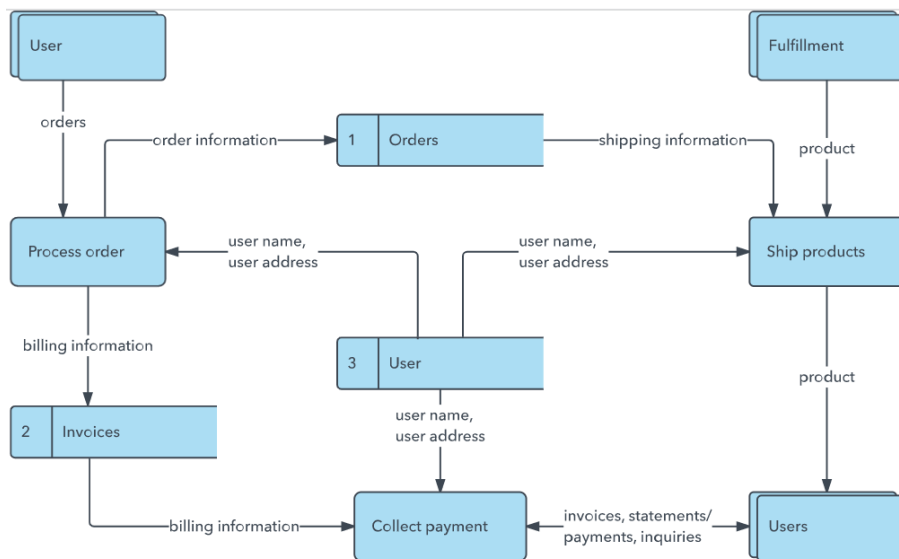 User
Fulfillment
orders
order information
1
Orders
shipping information
product
Process order
user name,
user address
user name,
user address
Ship products
billing information
3
User
product
2
Invoices
user name,
user address
billing information
Collect payment
invoices, statements/
payments, inquiries
Users